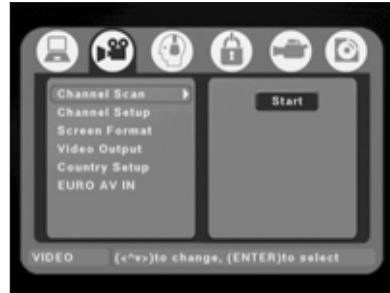 Channel Scan
Start
Channel Setup
Screen Format
Video Output
Country Setup
EURO AV IN
VIDEO (<^v>)to change, (ENTER)to select